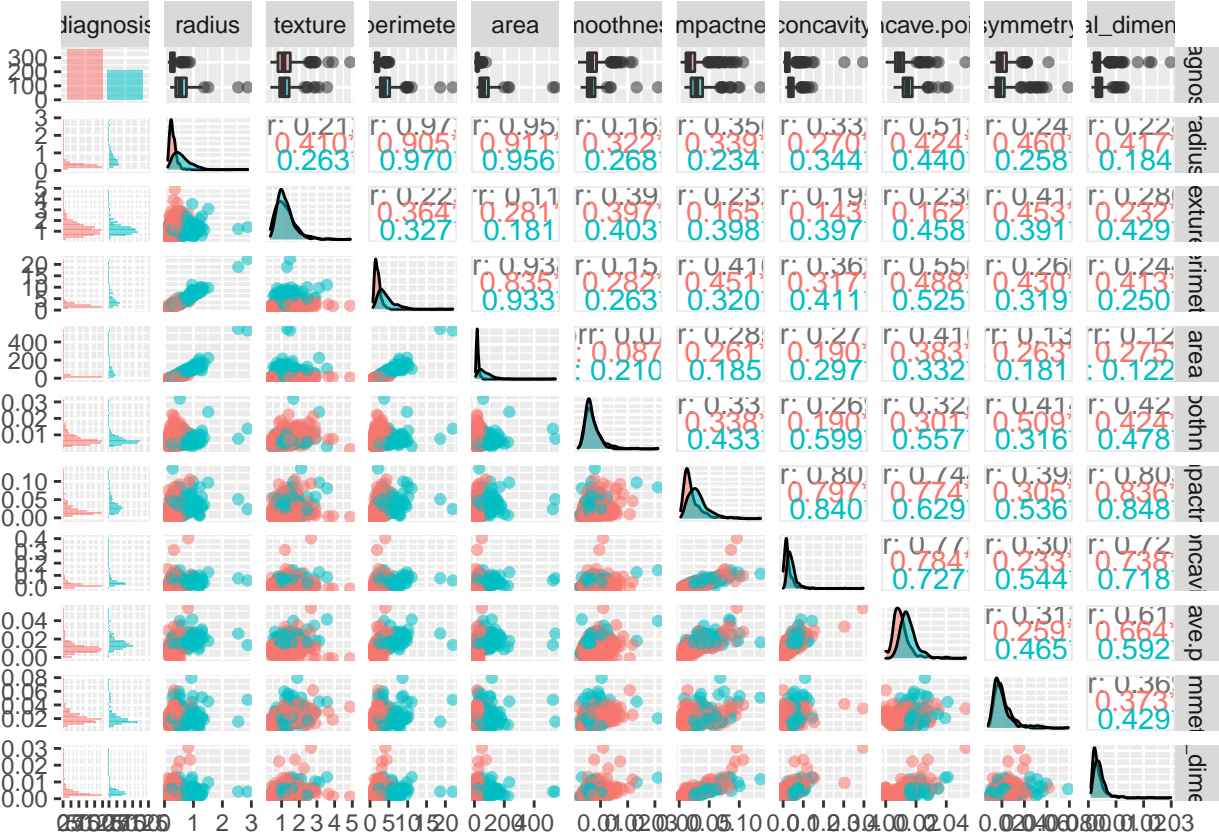 diagnosis radius texture perimete area moothnes mpactne concavity ncave.poi symmetry al_dimen
300
200
100
0
agnos
3
2
1
0
r: 0.21 r: 0.97 r: 0.95 r: 0.16 r: 0.35 r: 0.33 r: 0.51 r: 0.24 r: 0.22
0.410 0.905 0.911 0.322 0.339 0.270 0.424 0.460 0.417
0.263 0.970 0.956 0.268 0.234 0.344 0.440 0.258 0.184
radius
5
4
3
2
1
r: 0.22 r: 0.11 r: 0.39 r: 0.23 r: 0.19 r: 0.23 r: 0.41 r: 0.28
0.364 0.281 0.397 0.165 0.143 0.162 0.453 0.232
0.327 0.181 0.403 0.398 0.397 0.458 0.391 0.429
exture
20
15
10
5
0
r: 0.93 r: 0.15 r: 0.41 r: 0.36 r: 0.55 r: 0.26 r: 0.24
0.835 0.282 0.451 0.317 0.488 0.430 0.413
0.933 0.263 0.320 0.411 0.525 0.319 0.250
erimet
400
200
0
r: 0.0 r: 0.28 r: 0.27 r: 0.41 r: 0.13 r: 0.12
: 0.087 0.261 0.190 0.383 0.263 0.275
: 0.210 0.185 0.297 0.332 0.181 : 0.122
area
0.03
0.02
0.01
r: 0.33 r: 0.26 r: 0.32 r: 0.41 r: 0.42
0.338 0.190 0.301 0.509 0.424
0.433 0.599 0.557 0.316 0.478
oothn
0.10
0.05
0.00
r: 0.80 r: 0.74 r: 0.39 r: 0.80
0.797 0.774 0.305 0.836
0.840 0.629 0.536 0.848
pactn
0.4
0.3
0.2
0.1
0.0
r: 0.77 r: 0.30 r: 0.72
0.784 0.233 0.738
0.727 0.544 0.718
oncav
0.04
0.02
0.00
r: 0.31 r: 0.61
0.259 0.664
0.465 0.592
ave.p
0.08
0.06
0.04
0.02
r: 0.36
0.373
0.429
mmet
0.03
0.02
0.01
0.00
_dime
1 2 3 1 2 3 4 5 0 5 10 15 20 0 200 400